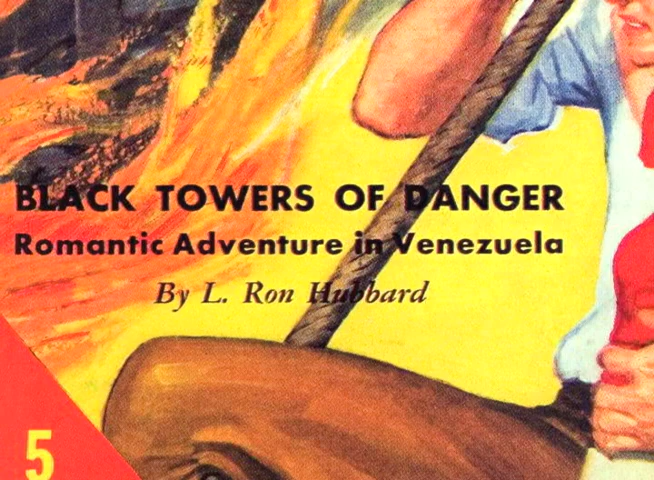 BLACK TOWERS OF DANGER
Romantic Adventure in Venezuela
By L. Ron Hubbard
5